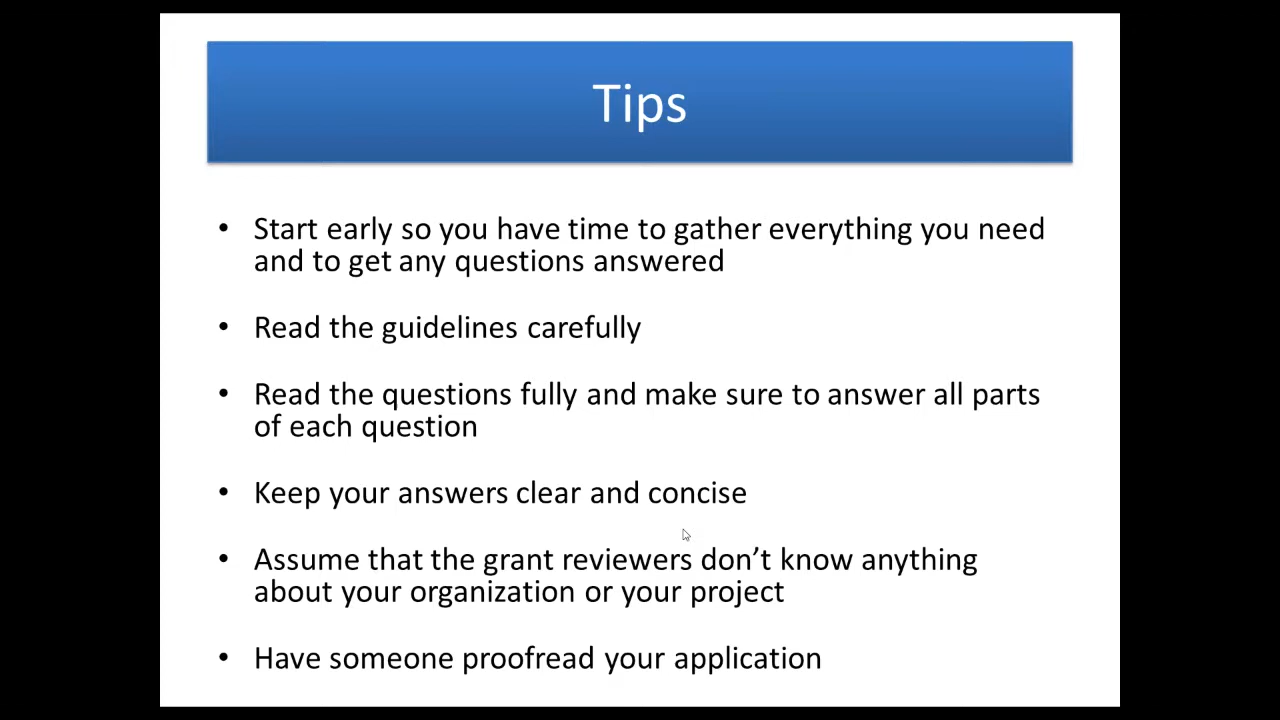 Tips
• Start early so you have time to gather everything you need
and to get any questions answered
• Read the guidelines carefully
• Read the questions fully and make sure to answer all parts
of each question
• Keep your answers clear and concise
• Assume that the grant reviewers don’t know anything
about your organization or your project
• Have someone proofread your application